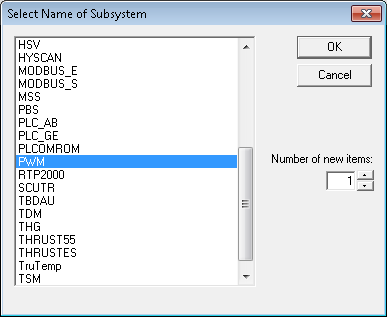 Select Name of Subsystem
HSV
HYSCAN
MODBUS_E
MODBUS_S
MSS
PBS
PLC_AB
PLC_GE
PLCOMROM
PWM
RTP2000
SCUTR
TBDAU
TDM
THG
THRUST55
THRUSTES
TruTemp
TSM
OK
Cancel
Number of new items:
1